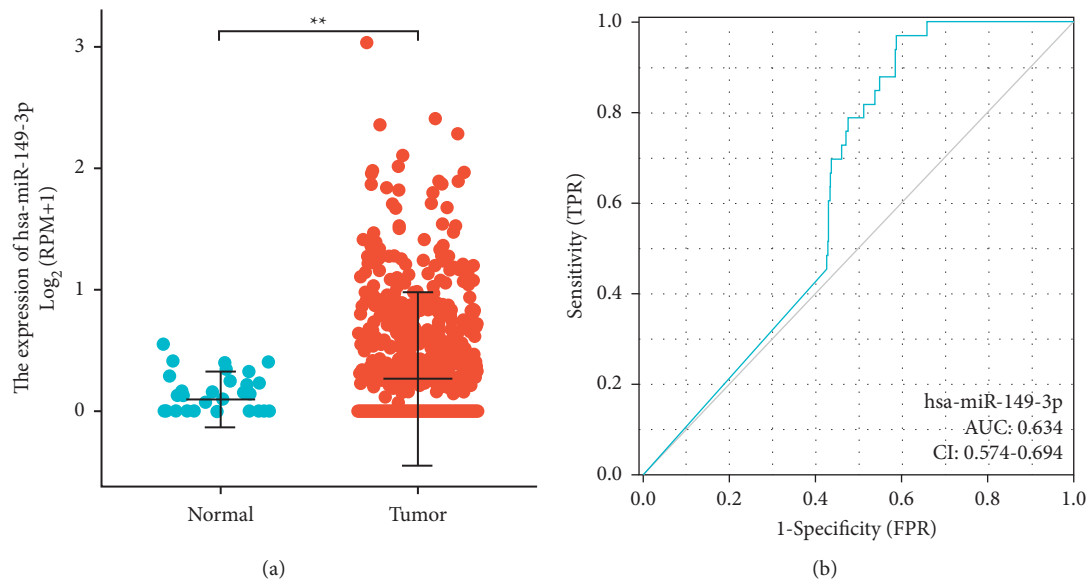 **
The expression of hsa-miR-149-3p
Log₂ (RPM+1)
3
2
1
0
Normal
Tumor
(a)
Sensitivity (TPR)
1.0
0.8
0.6
0.4
0.2
0.0
hsa-miR-149-3p
AUC: 0.634
CI: 0.574-0.694
0.0 0.2 0.4 0.6 0.8 1.0
1-Specificity (FPR)
(b)